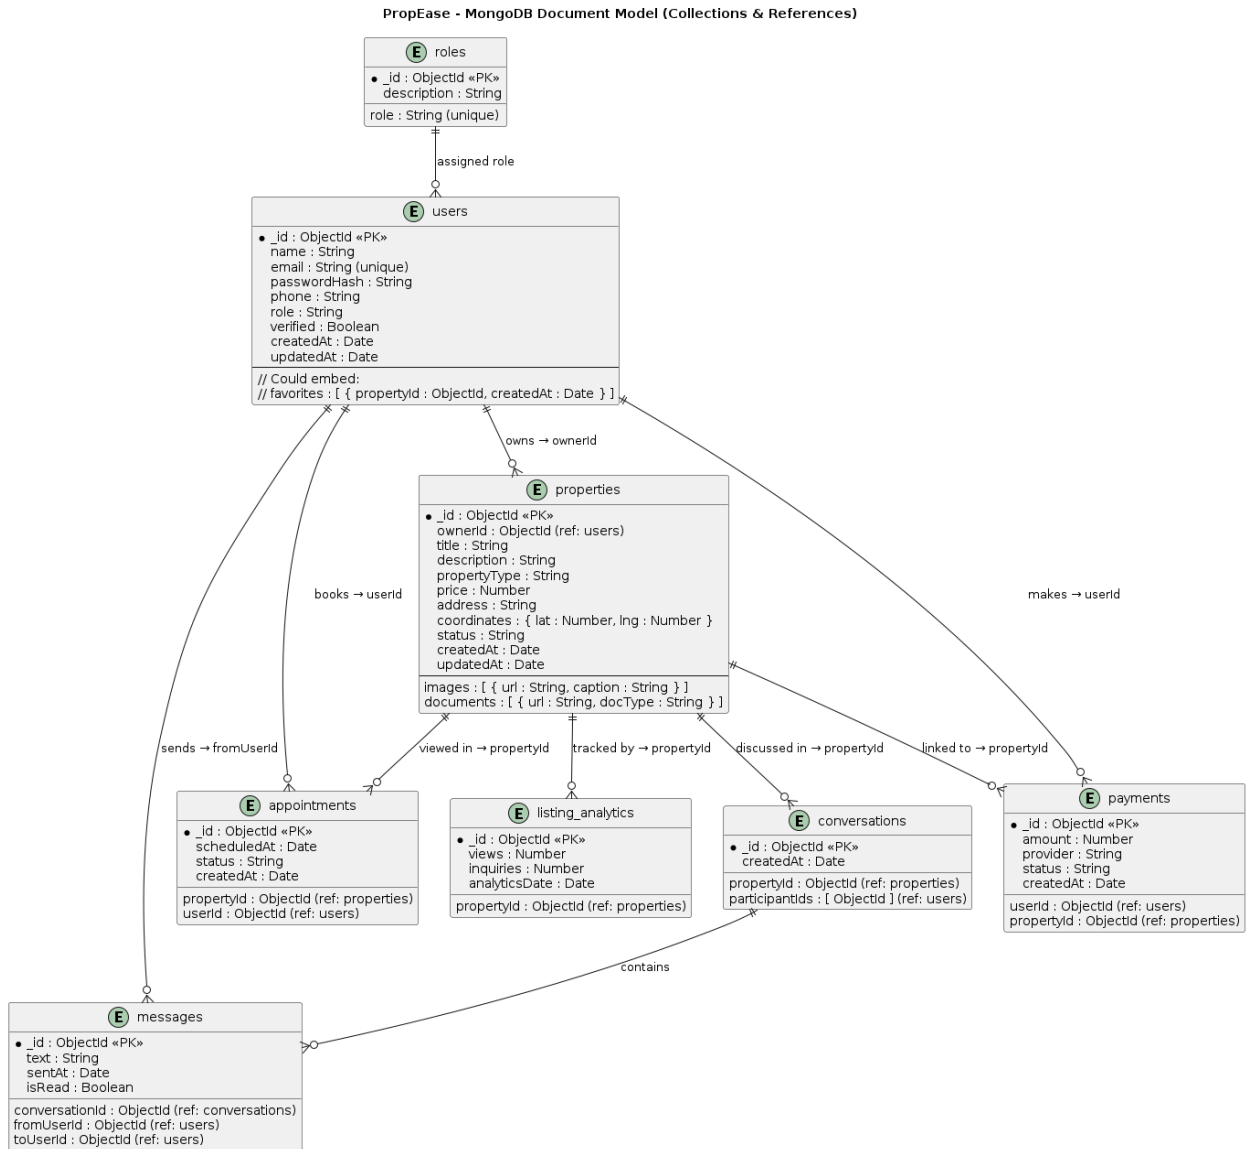 PropEase - MongoDB Document Model (Collections & References)
E roles
_id : ObjectId «PK»
description : String
role : String (unique)
assigned role
E users
_id : ObjectId «PK»
name : String
email : String (unique)
passwordHash : String
phone : String
role : String
verified : Boolean
createdAt : Date
updatedAt : Date
// Could embed:
// favorites : [ { propertyId : ObjectId, createdAt : Date } ]
owns → ownerId
E properties
_id : ObjectId «PK»
ownerId : ObjectId (ref: users)
title : String
description : String
propertyType : String
price : Number
address : String
coordinates : { lat : Number, lng : Number }
status : String
createdAt : Date
updatedAt : Date
images : [ { url : String, caption : String } ]
documents : [ { url : String, docType : String } ]
books → userId
makes → userId
sends → fromUserId
viewed in → propertyId
tracked by → propertyId
discussed in → propertyId
linked to → propertyId
E appointments
_id : ObjectId «PK»
scheduledAt : Date
status : String
createdAt : Date
propertyId : ObjectId (ref: properties)
userId : ObjectId (ref: users)
E listing_analytics
_id : ObjectId «PK»
views : Number
inquiries : Number
analyticsDate : Date
propertyId : ObjectId (ref: properties)
E conversations
_id : ObjectId «PK»
createdAt : Date
propertyId : ObjectId (ref: properties)
participantIds : [ ObjectId ] (ref: users)
E payments
_id : ObjectId «PK»
amount : Number
provider : String
status : String
createdAt : Date
userId : ObjectId (ref: users)
propertyId : ObjectId (ref: properties)
contains
E messages
_id : ObjectId «PK»
text : String
sentAt : Date
isRead : Boolean
conversationId : ObjectId (ref: conversations)
fromUserId : ObjectId (ref: users)
toUserId : ObjectId (ref: users)